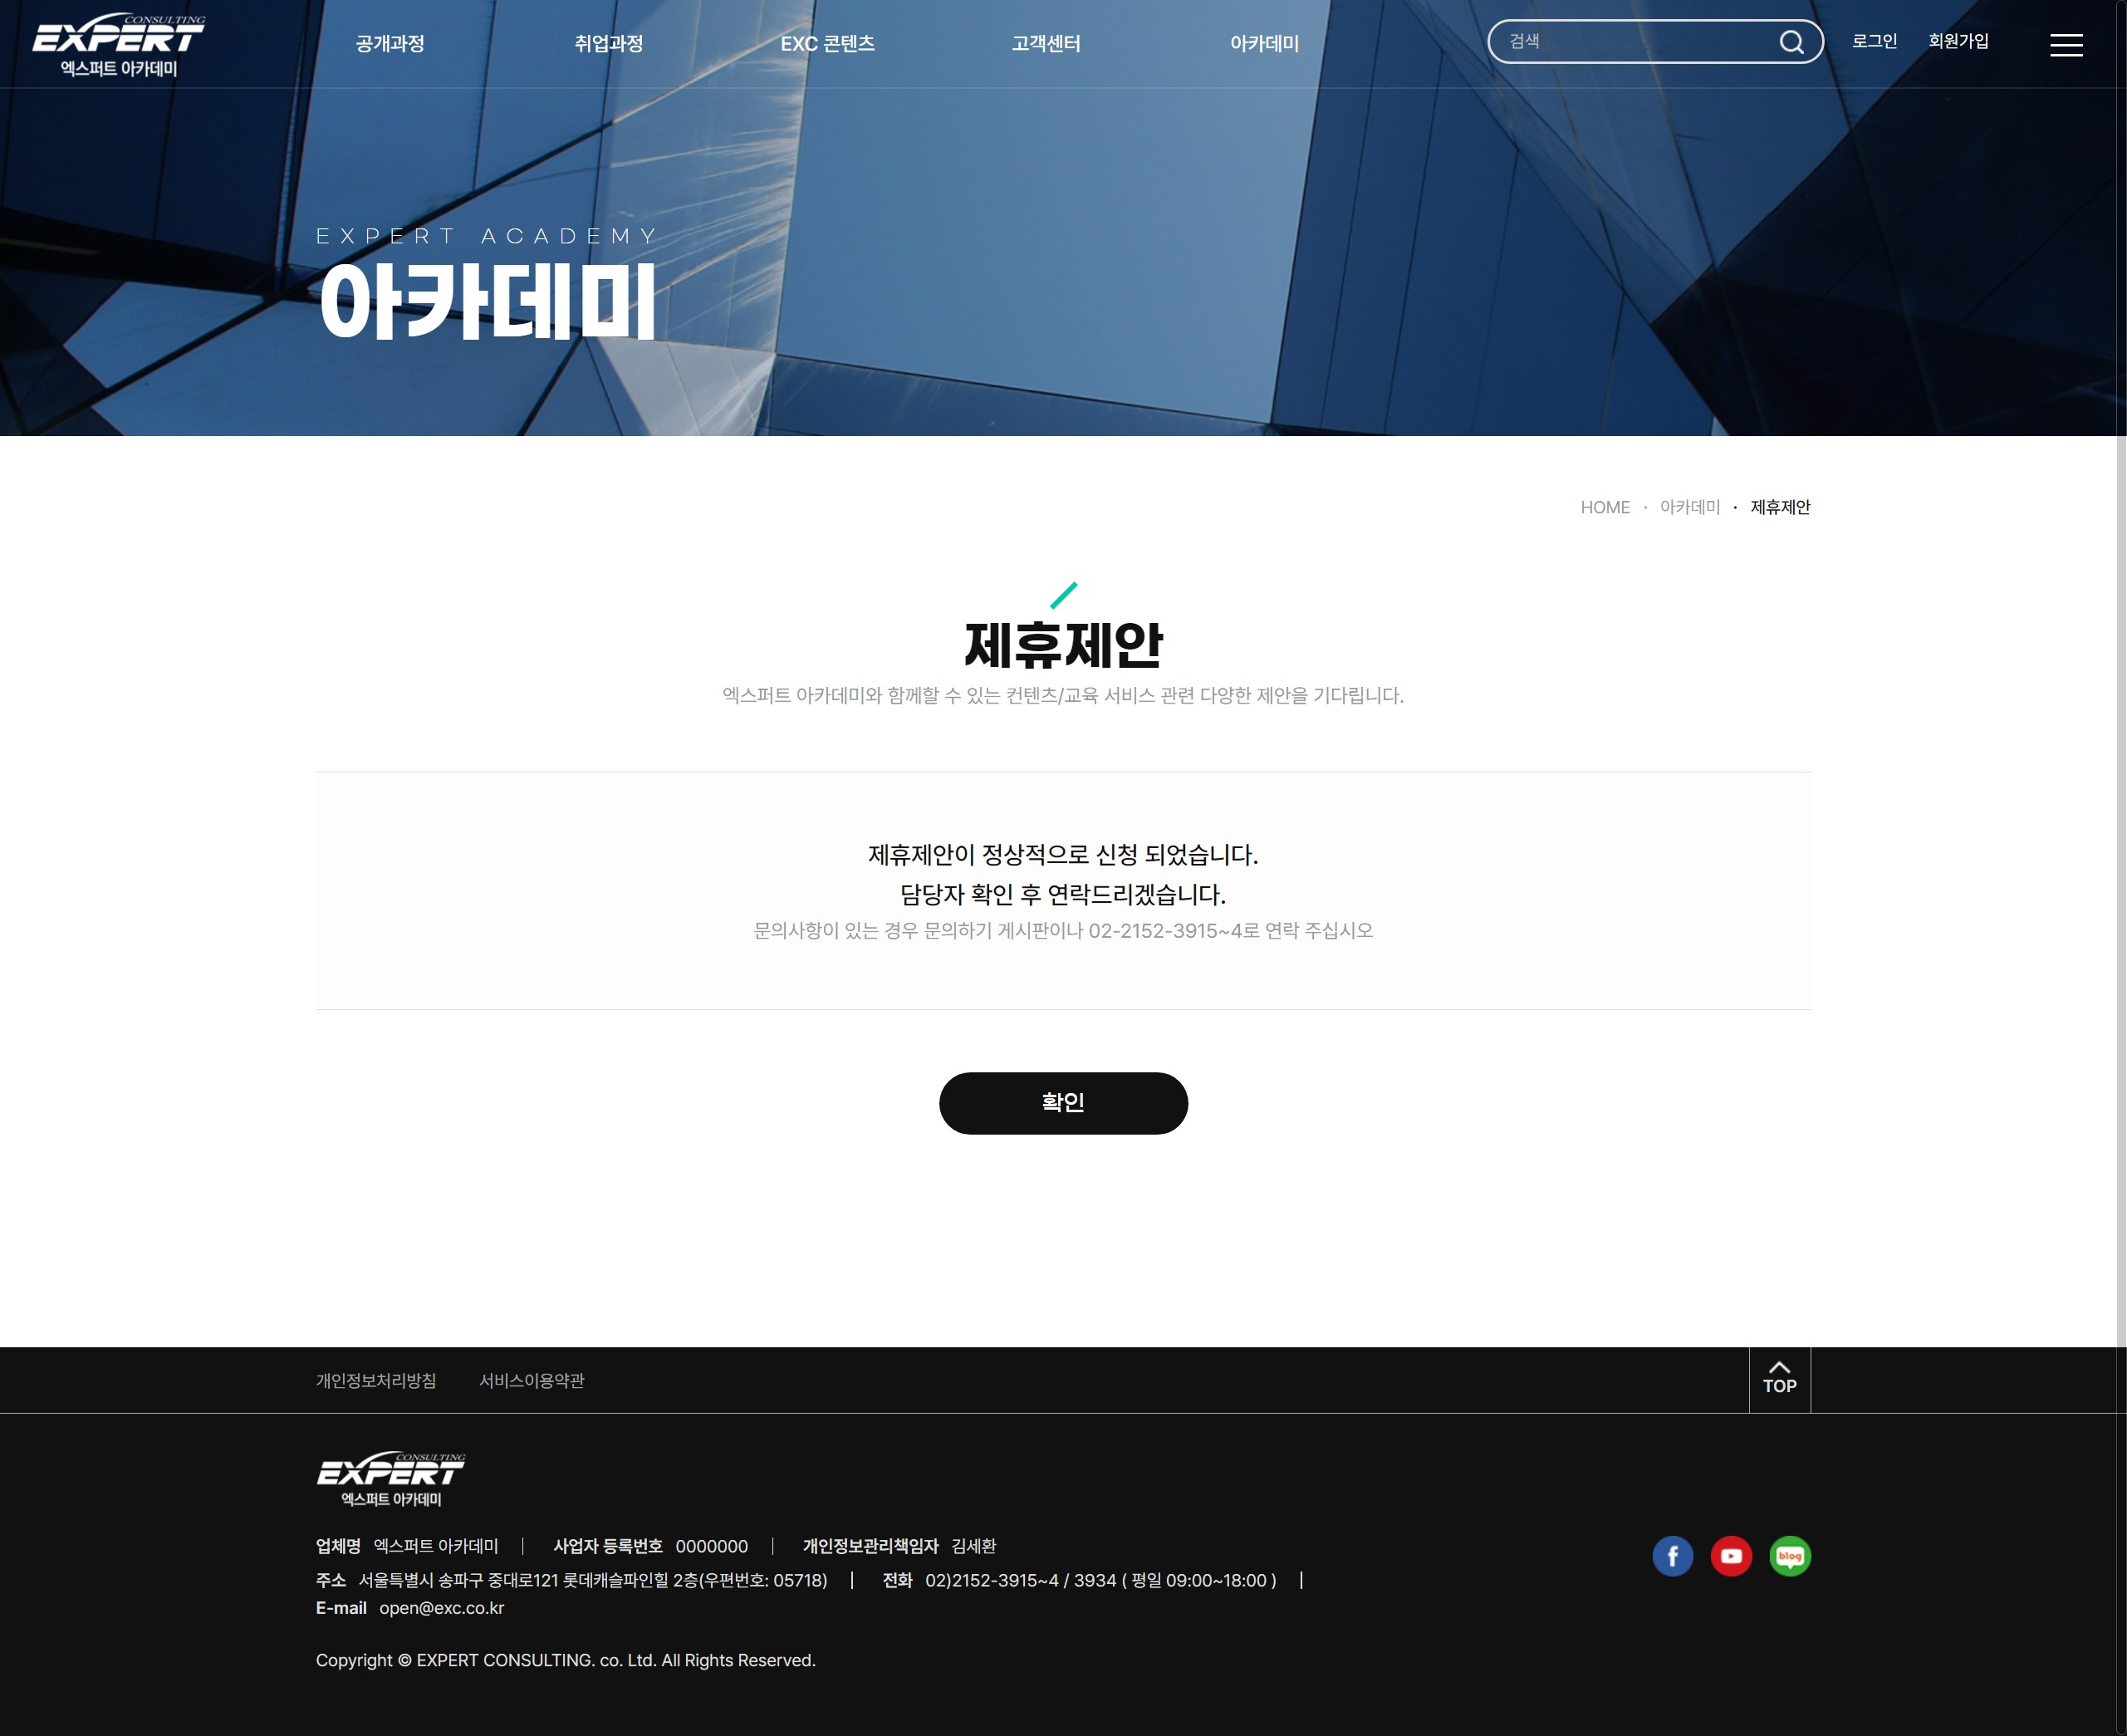 CONSULTING
EXPERT
엑스퍼트 아카데미
공개과정 취업과정 EXC 콘텐츠 고객센터 아카데미 검색 로그인 회원가입
EXPERT ACADEMY
아카데미
HOME · 아카데미 · 제휴제안
제휴제안
엑스퍼트 아카데미와 함께할 수 있는 컨텐츠/교육 서비스 관련 다양한 제안을 기다립니다.
제휴제안이 정상적으로 신청 되었습니다.
담당자 확인 후 연락드리겠습니다.
문의사항이 있는 경우 문의하기 게시판이나 02-2152-3915~4로 연락 주십시오
확인
개인정보처리방침 서비스이용약관 TOP
CONSULTING
EXPERT
엑스퍼트 아카데미
업체명 엑스퍼트 아카데미 | 사업자 등록번호 0000000 | 개인정보관리책임자 김세환
주소 서울특별시 송파구 중대로121 롯데캐슬파인힐 2층(우편번호: 05718) | 전화 02)2152-3915~4 / 3934 ( 평일 09:00~18:00 ) |
E-mail open@exc.co.kr
blog
Copyright © EXPERT CONSULTING. co. Ltd. All Rights Reserved.